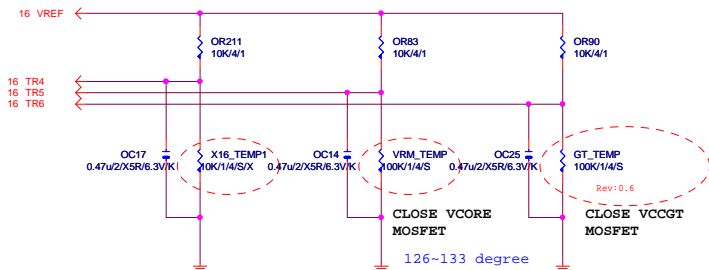 16 VREF
OR211
10K/4/1
OR83
10K/4/1
OR90
10K/4/1
16 TR4
16 TR5
16 TR6
OC17
0.47u/2/X5R/6.3V/K
X16_TEMP1
10K/1/4/S/X
OC14
0.47u/2/X5R/6.3V/K
VRM_TEMP
100K/1/4/S
OC25
0.47u/2/X5R/6.3V/K
GT_TEMP
100K/1/4/S
Rev:0.6
CLOSE VCORE
MOSFET
CLOSE VCCGT
MOSFET
126~133 degree